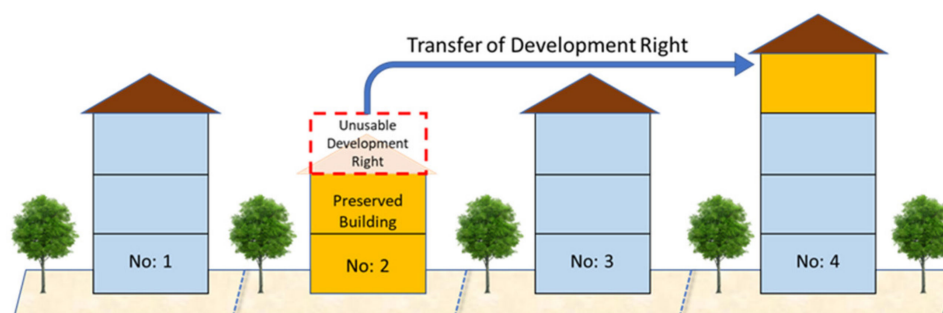 Transfer of Development Right
Unusable
Development
Right
Preserved
Building
No: 1
No: 2
No: 3
No: 4